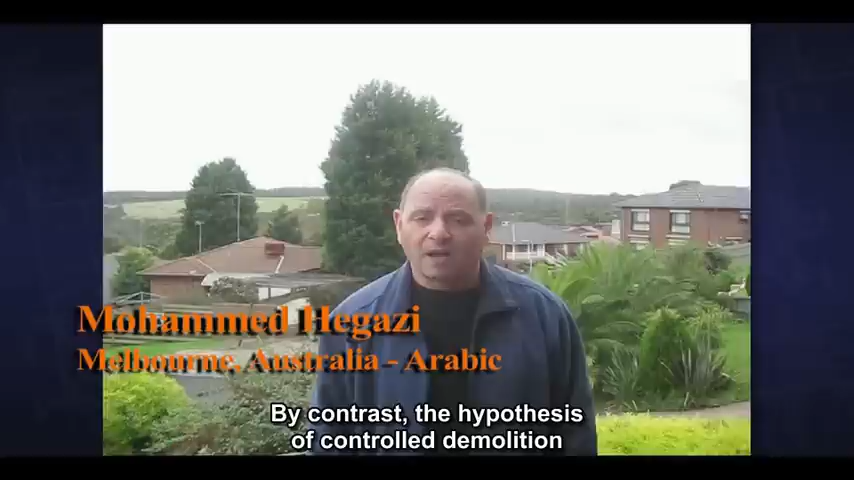 Mohammed Hegazi
Melbourne, Australia - Arabic
By contrast, the hypothesis
of controlled demolition